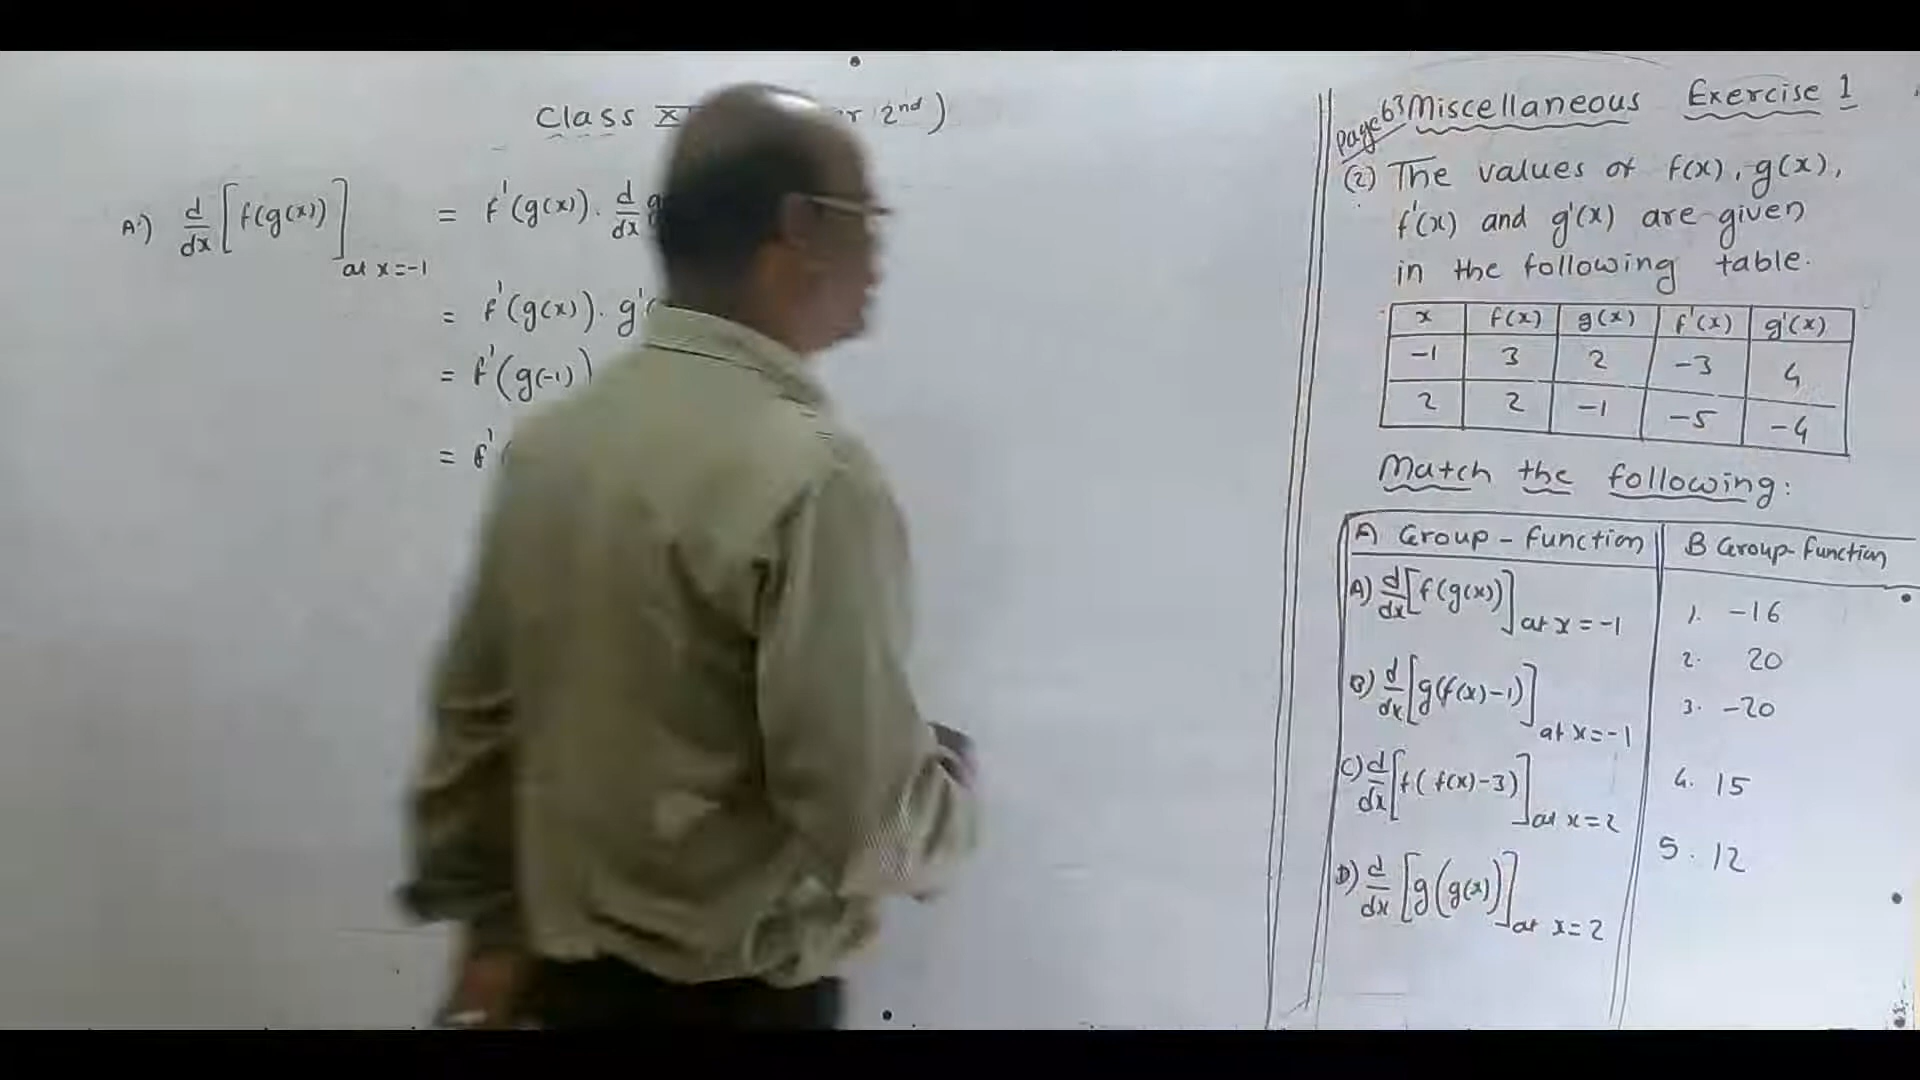 Class 2nd)
A) d/dx [f(g(x))] at x=-1 = f'(g(x)). d/dx
= f'(g(x)). g'
= f'(g(-1))
= f'(
Page 63 Miscellaneous Exercise 1
(2) The values of f(x), g(x),
f'(x) and g'(x) are given
in the following table.
x f(x) g(x) f'(x) g'(x)
-1 3 2 -3 4
2 2 -1 -5 -4
Match the following:
A Group - function B Group-function
A) d/dx [f(g(x))] at x=-1 1. -16
2. 20
B) d/dx [g(f(x)-1)] at x=-1 3. -20
C) d/dx [f(f(x)-3)] at x=2 4. 15
5. 12
D) d/dx [g(g(x))] at x=2